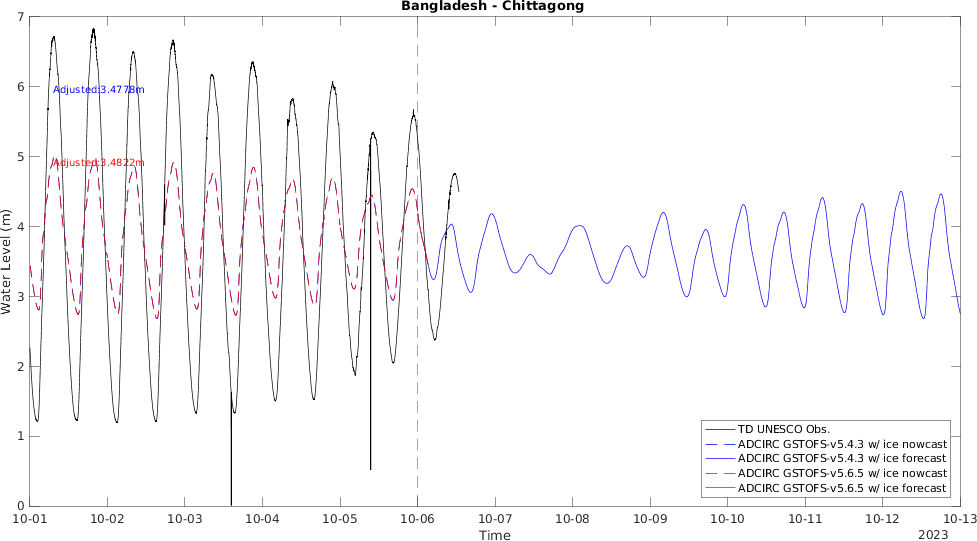 Bangladesh - Chittagong
7
6
5
4
3
2
1
0
Water Level (m)
Adjusted:3.4778m
Adjusted:3.4822m
TD UNESCO Obs.
ADCIRC GSTOFS-v5.4.3 w/ ice nowcast
ADCIRC GSTOFS-v5.4.3 w/ ice forecast
ADCIRC GSTOFS-v5.6.5 w/ ice nowcast
ADCIRC GSTOFS-v5.6.5 w/ ice forecast
10-01 10-02 10-03 10-04 10-05 10-06 10-07 10-08 10-09 10-10 10-11 10-12 10-13
Time
2023